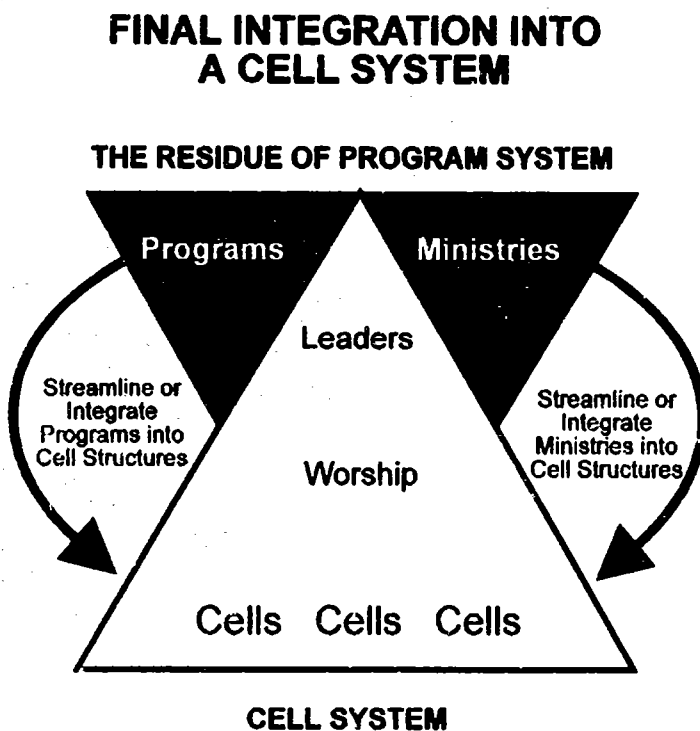 FINAL INTEGRATION INTO
A CELL SYSTEM
THE RESIDUE OF PROGRAM SYSTEM
Programs
Ministries
Leaders
Streamline or
Integrate
Programs into
Cell Structures
Streamline or
Integrate
Ministries into
Cell Structures
Worship
Cells Cells Cells
CELL SYSTEM